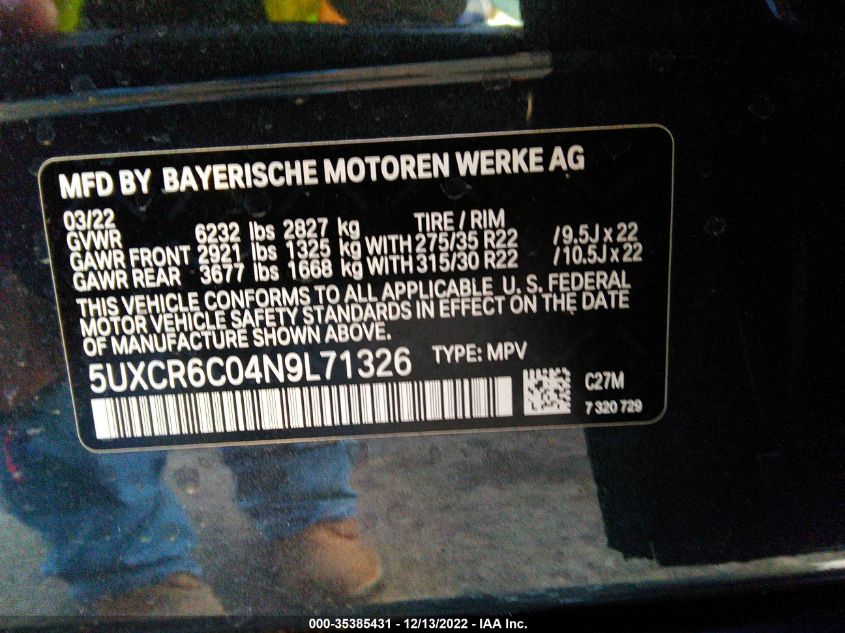 MFD BY BAYERISCHE MOTOREN WERKE AG
03/22 TIRE / RIM
GVWR 6232 lbs 2827 kg
GAWR FRONT 2921 lbs 1325 kg WITH 275/35 R22 /9.5J x 22
GAWR REAR 3677 lbs 1668 kg WITH 315/30 R22 /10.5J x 22
THIS VEHICLE CONFORMS TO ALL APPLICABLE U. S. FEDERAL
MOTOR VEHICLE SAFETY STANDARDS IN EFFECT ON THE DATE
OF MANUFACTURE SHOWN ABOVE.
5UXCR6C04N9L71326 TYPE: MPV
C27M
7 320 729
000-35385431 - 12/13/2022 - IAA Inc.